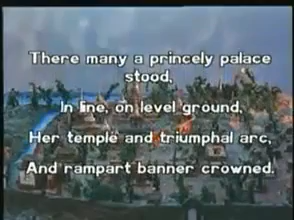 There many a princely palace
stood,
In line, on level ground,
Her temple and triumphal arc,
And rampart banner crowned.